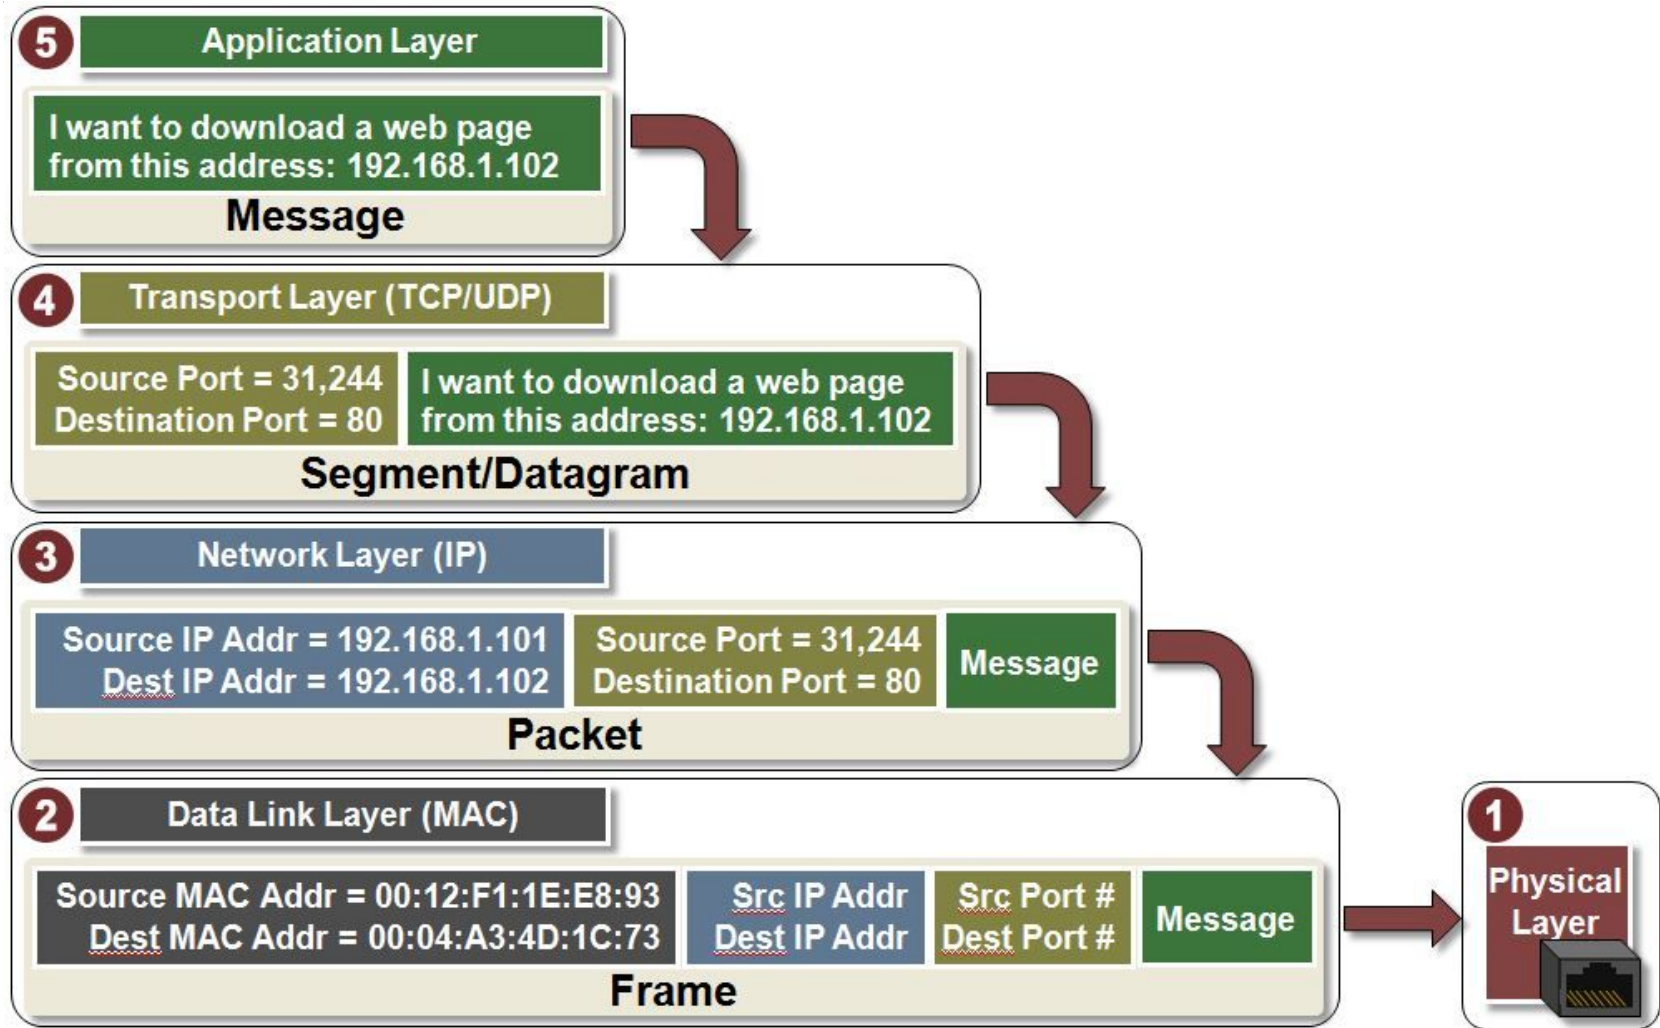 5
Application Layer
I want to download a web page
from this address: 192.168.1.102
Message
4
Transport Layer (TCP/UDP)
Source Port = 31,244
Destination Port = 80
I want to download a web page
from this address: 192.168.1.102
Segment/Datagram
3
Network Layer (IP)
Source IP Addr = 192.168.1.101
Dest IP Addr = 192.168.1.102
Source Port = 31,244
Destination Port = 80
Message
Packet
2
Data Link Layer (MAC)
Source MAC Addr = 00:12:F1:1E:E8:93
Dest MAC Addr = 00:04:A3:4D:1C:73
Src IP Addr
Dest IP Addr
Src Port #
Dest Port #
Message
Frame
1
Physical
Layer